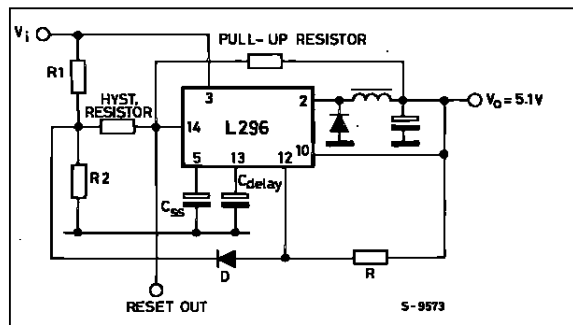 Vi
PULL-UP RESISTOR
R1
HYST.
RESISTOR
3
2
Vo = 5.1V
14
L296
10
5
13
12
R2
Css
Cdelay
D
R
RESET OUT
S-9573